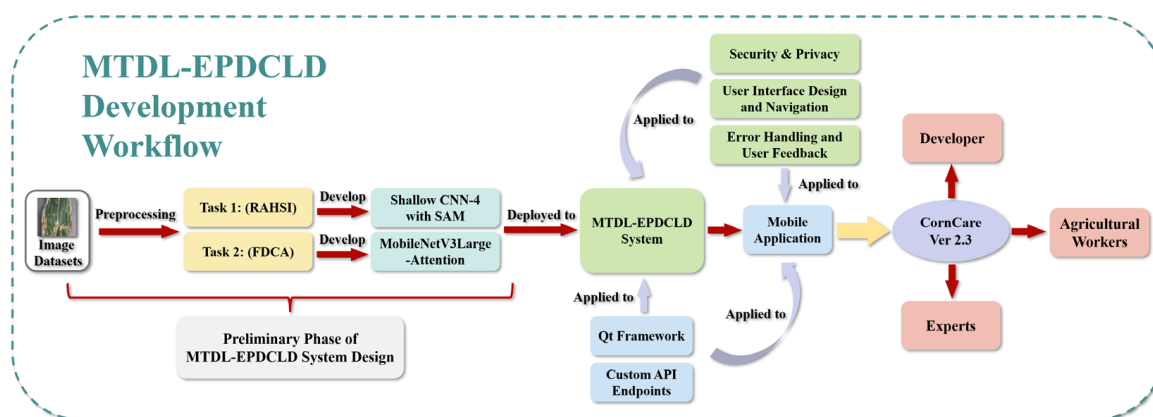 MTDL-EPDCLD
Development
Workflow
Image
Datasets
Preprocessing
Task 1: (RAHSI)
Task 2: (FDCA)
Develop
Develop
Shallow CNN-4
with SAM
MobileNetV3Large
-Attention
Deployed to
Preliminary Phase of
MTDL-EPDCLD System Design
MTDL-EPDCLD
System
Applied to
Security & Privacy
User Interface Design
and Navigation
Error Handling and
User Feedback
Applied to
Applied to
Qt Framework
Custom API
Endpoints
Applied to
Mobile
Application
CornCare
Ver 2.3
Developer
Agricultural
Workers
Experts